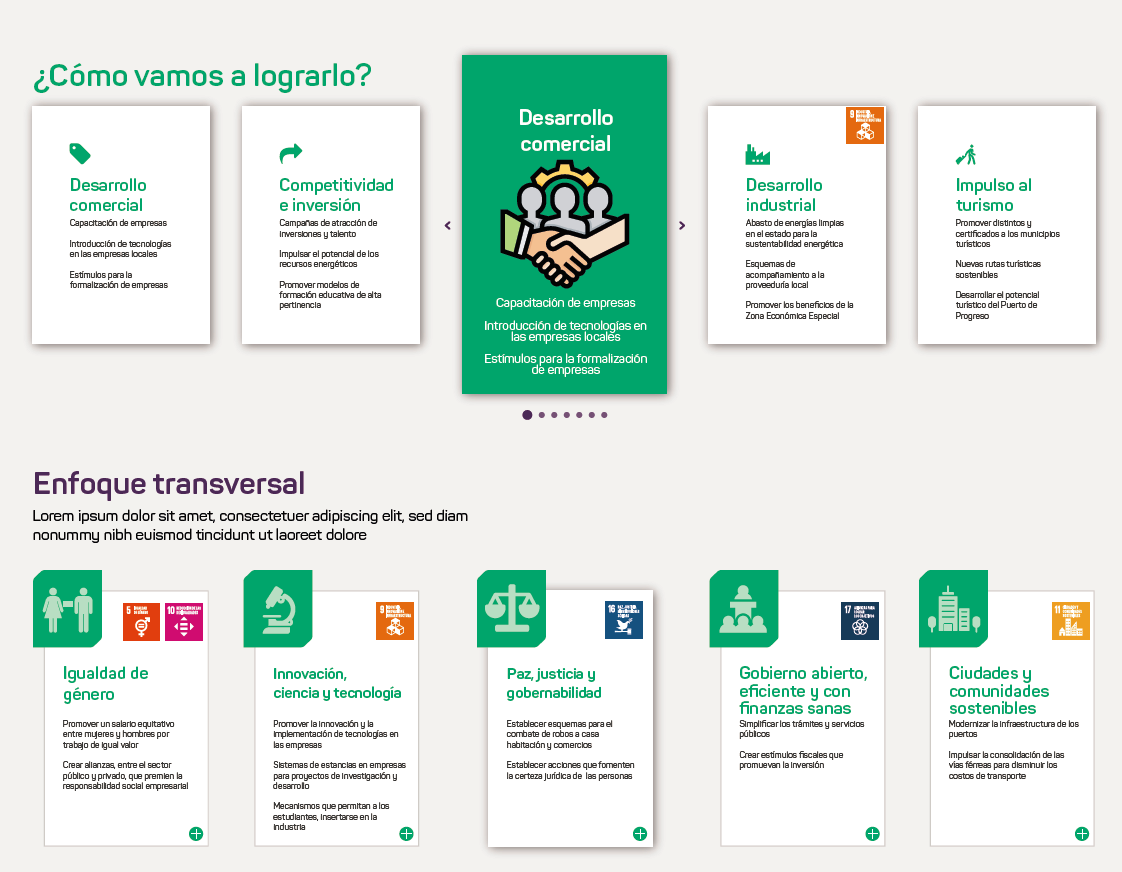 ¿Cómo vamos a lograrlo?
Desarrollo
comercial
Capacitación de empresas
Introducción de tecnologías
en las empresas locales
Estímulos para la
formalización de empresas
Competitividad
e inversión
Campañas de atracción de
inversiones y talento
Impulsar el potencial de los
recursos energéticos
Promover modelos de
formación educativa de alta
pertinencia
Desarrollo
comercial
Capacitación de empresas
Introducción de tecnologías en
las empresas locales
Estímulos para la formalización
de empresas
9
Desarrollo
industrial
Abasto de energías limpias
en el estado para la
sustentabilidad energética
Esquemas de
acompañamiento a la
proveeduría local
Promover los beneficios de la
Zona Económica Especial
Impulso al
turismo
Promover distintos y
certificados a los municipios
turísticos
Nuevas rutas turísticas
sostenibles
Desarrollar el potencial
turístico del Puerto de
Progreso
Enfoque transversal
Lorem ipsum dolor sit amet, consectetuer adipiscing elit, sed diam
nonummy nibh euismod tincidunt ut laoreet dolore
5
10
Igualdad de
género
Promover un salario equitativo
entre mujeres y hombres por
trabajo de igual valor
Crear alianzas, entre el sector
público y privado, que premien la
responsabilidad social empresarial
9
Innovación,
ciencia y tecnología
Promover la innovación y la
implementación de tecnologías en
las empresas
Sistemas de estancias en empresas
para proyectos de investigación y
desarrollo
Mecanismos que permitan a los
estudiantes, insertarse en la
industria
16
Paz, justicia y
gobernabilidad
Establecer esquemas para el
combate de robos a casa
habitación y comercios
Establecer acciones que fomenten
la certeza jurídica de las personas
17
Gobierno abierto,
eficiente y con
finanzas sanas
Simplificar los trámites y servicios
públicos
Crear estímulos fiscales que
promuevan la inversión
11
Ciudades y
comunidades
sostenibles
Modernizar la infraestructura de los
puertos
Impulsar la consolidación de las
vías férreas para disminuir los
costos de transporte